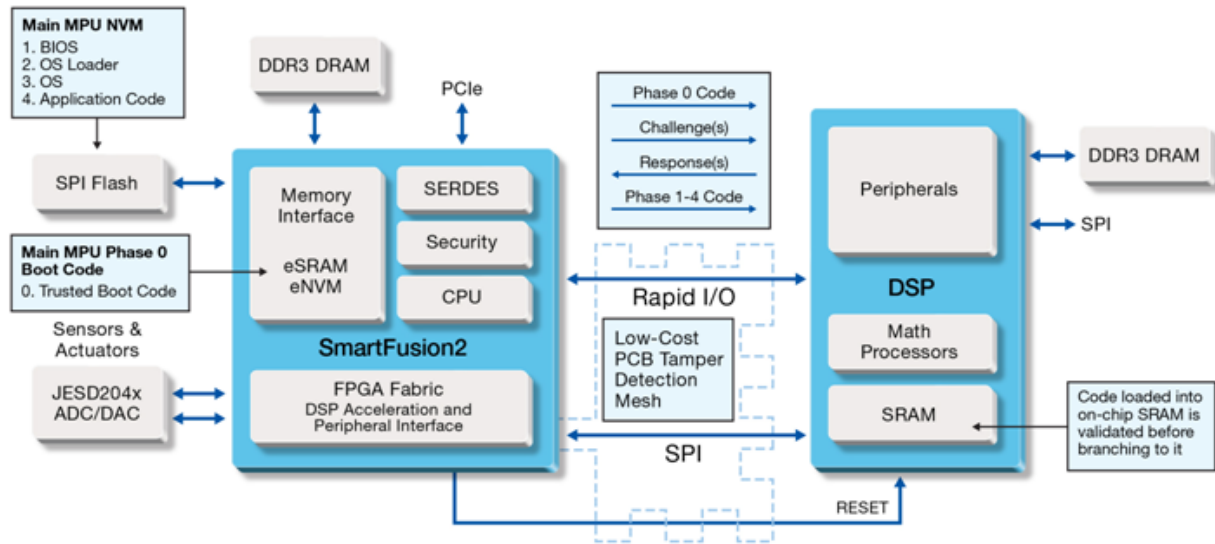 Main MPU NVM
1. BIOS
2. OS Loader
3. OS
4. Application Code
DDR3 DRAM
PCIe
SPI Flash
Main MPU Phase 0
Boot Code
0. Trusted Boot Code
Sensors &
Actuators
JESD204x
ADC/DAC
Memory
Interface
eSRAM
eNVM
SERDES
Security
CPU
SmartFusion2
FPGA Fabric
DSP Acceleration and
Peripheral Interface
Phase 0 Code
Challenge(s)
Response(s)
Phase 1-4 Code
Rapid I/O
Low-Cost
PCB Tamper
Detection
Mesh
SPI
RESET
Peripherals
DSP
Math
Processors
SRAM
DDR3 DRAM
SPI
Code loaded into
on-chip SRAM is
validated before
branching to it